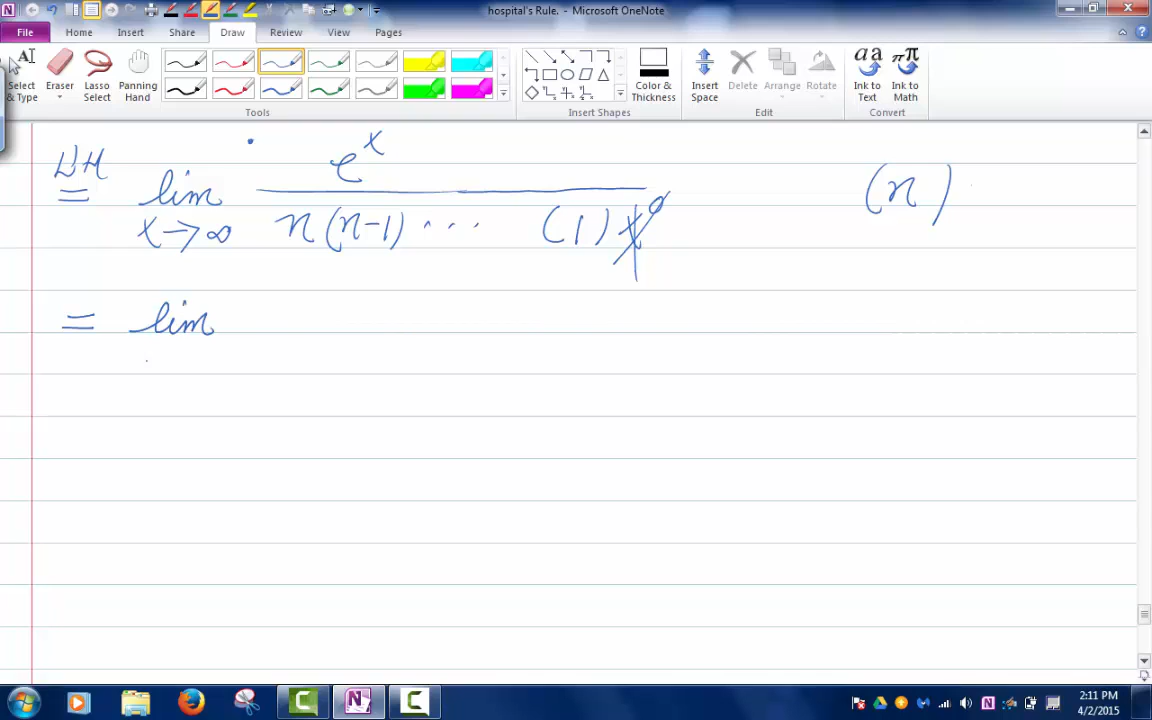 hospital's Rule. - Microsoft OneNote
File Home Insert Share Draw Review View Pages
Select & Type Eraser Lasso Select Panning Hand Color & Thickness Insert Space Delete Arrange Rotate Ink to Text Ink to Math
Tools Insert Shapes Edit Convert
L'H = lim x→∞ e^x / n(n-1)··· (1) x^0 (n)
= lim
2:11 PM
4/2/2015